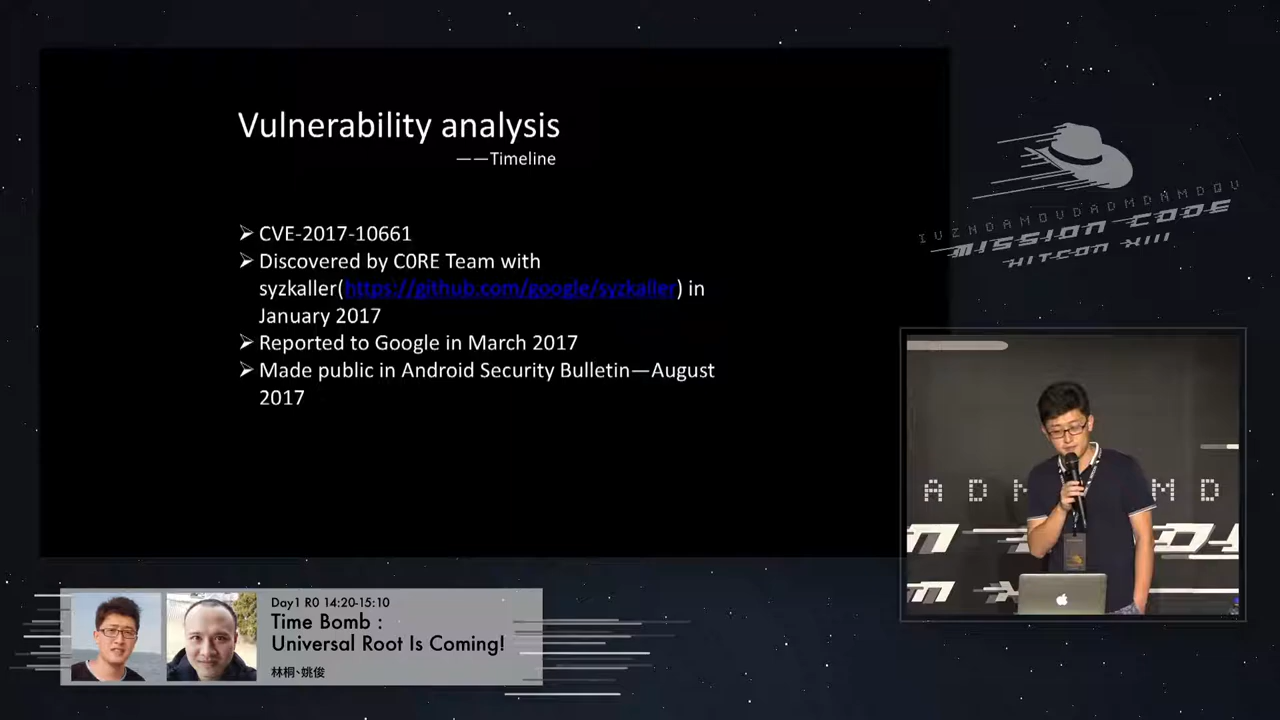 Vulnerability analysis
——Timeline
➢ CVE-2017-10661
➢ Discovered by C0RE Team with
syzkaller(https://github.com/google/syzkaller) in
January 2017
➢ Reported to Google in March 2017
➢ Made public in Android Security Bulletin—August
2017
IUZNDAMOVDADMDAMDQV
MISSION CODE
HITCON XIII
A D M
M D
Day1 R0 14:20-15:10
Time Bomb :
Universal Root Is Coming!
林桐、姚俊